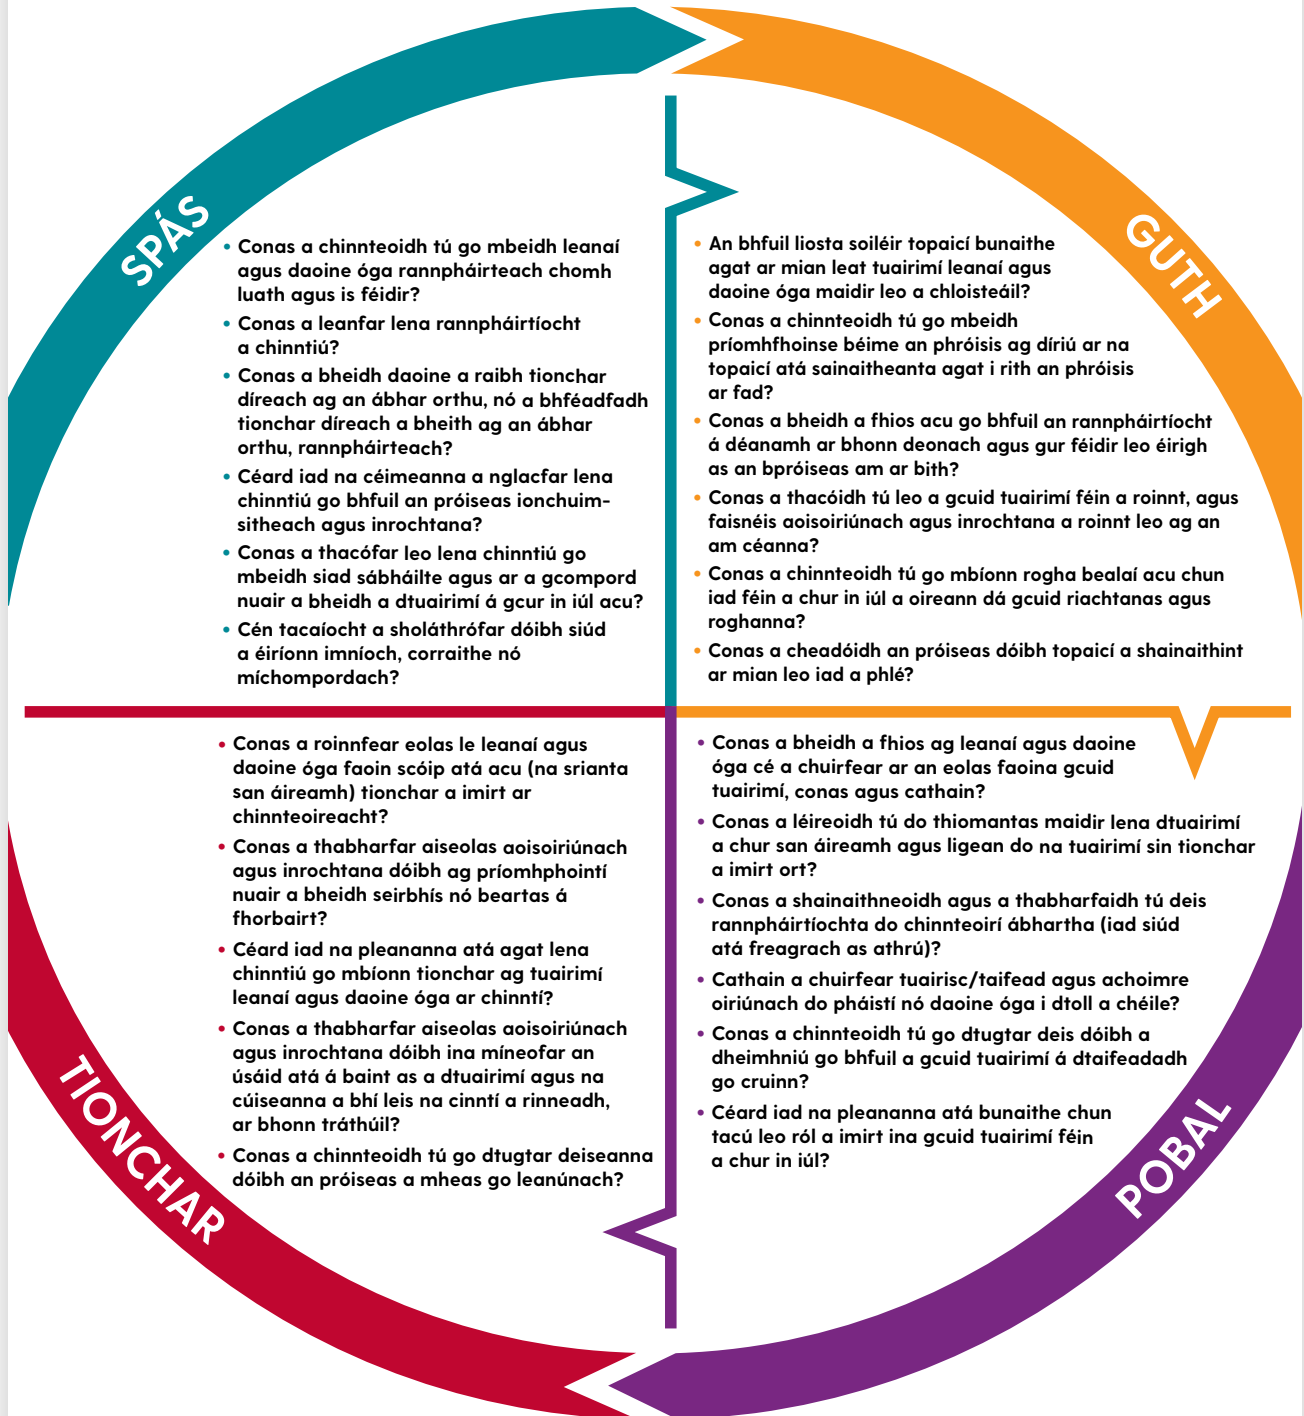 SPÁS
• Conas a chinnteoidh tú go mbeidh leanaí
agus daoine óga rannpháirteach chomh
luath agus is féidir?
• Conas a leanfar lena rannpháirtíocht
a chinntiú?
• Conas a bheidh daoine a raibh tionchar
díreach ag an ábhar orthu, nó a bhféadfadh
tionchar díreach a bheith ag an ábhar
orthu, rannpháirteach?
• Céard iad na céimeanna a nglacfar lena
chinntiú go bhfuil an próiseas ionchuim-
sitheach agus inrochtana?
• Conas a thacófar leo lena chinntiú go
mbeidh siad sábháilte agus ar a gcompord
nuair a bheidh a dtuairimí á gcur in iúl acu?
• Cén tacaíocht a sholáthrófar dóibh siúd
a éiríonn imníoch, corraithe nó
míchompordach?
GUTH
• An bhfuil liosta soiléir topaicí bunaithe
agat ar mian leat tuairimí leanaí agus
daoine óga maidir leo a chloisteáil?
• Conas a chinnteoidh tú go mbeidh
príomhfhoinse béime an phróisis ag díriú ar na
topaicí atá sainaitheanta agat i rith an phróisis
ar fad?
• Conas a bheidh a fhios acu go bhfuil an rannpháirtíocht
á déanamh ar bhonn deonach agus gur féidir leo éirigh
as an bpróiseas am ar bith?
• Conas a thacóidh tú leo a gcuid tuairimí féin a roinnt, agus
faisnéis aoisoiriúnach agus inrochtana a roinnt leo ag an
am céanna?
• Conas a chinnteoidh tú go mbíonn rogha bealaí acu chun
iad féin a chur in iúl a oireann dá gcuid riachtanas agus
roghanna?
• Conas a cheadóidh an próiseas dóibh topaicí a shainaithint
ar mian leo iad a phlé?
• Conas a roinnfear eolas le leanaí agus
daoine óga faoin scóip atá acu (na srianta
san áireamh) tionchar a imirt ar
chinnteoireacht?
• Conas a thabharfar aiseolas aoisoiriúnach
agus inrochtana dóibh ag príomhphointí
nuair a bheidh seirbhís nó beartas á
fhorbairt?
• Céard iad na pleananna atá agat lena
chinntiú go mbíonn tionchar ag tuairimí
leanaí agus daoine óga ar chinntí?
• Conas a thabharfar aiseolas aoisoiriúnach
agus inrochtana dóibh ina míneofar an
úsáid atá á baint as a dtuairimí agus na
cúiseanna a bhí leis na cinntí a rinneadh,
ar bhonn tráthúil?
• Conas a chinnteoidh tú go dtugtar deiseanna
dóibh an próiseas a mheas go leanúnach?
TIONCHAR
• Conas a bheidh a fhios ag leanaí agus daoine
óga cé a chuirfear ar an eolas faoina gcuid
tuairimí, conas agus cathain?
• Conas a léireoidh tú do thiomantas maidir lena dtuairimí
a chur san áireamh agus ligean do na tuairimí sin tionchar
a imirt ort?
• Conas a shainaithneoidh agus a thabharfaidh tú deis
rannpháirtíochta do chinnteoirí ábhartha (iad siúd
atá freagrach as athrú)?
• Cathain a chuirfear tuairisc/taifead agus achoimre
oiriúnach do pháistí nó daoine óga i dtoll a chéile?
• Conas a chinnteoidh tú go dtugtar deis dóibh a
dheimhniú go bhfuil a gcuid tuairimí á dtaifeadadh
go cruinn?
• Céard iad na pleananna atá bunaithe chun
tacú leo ról a imirt ina gcuid tuairimí féin
a chur in iúl?
POBAL